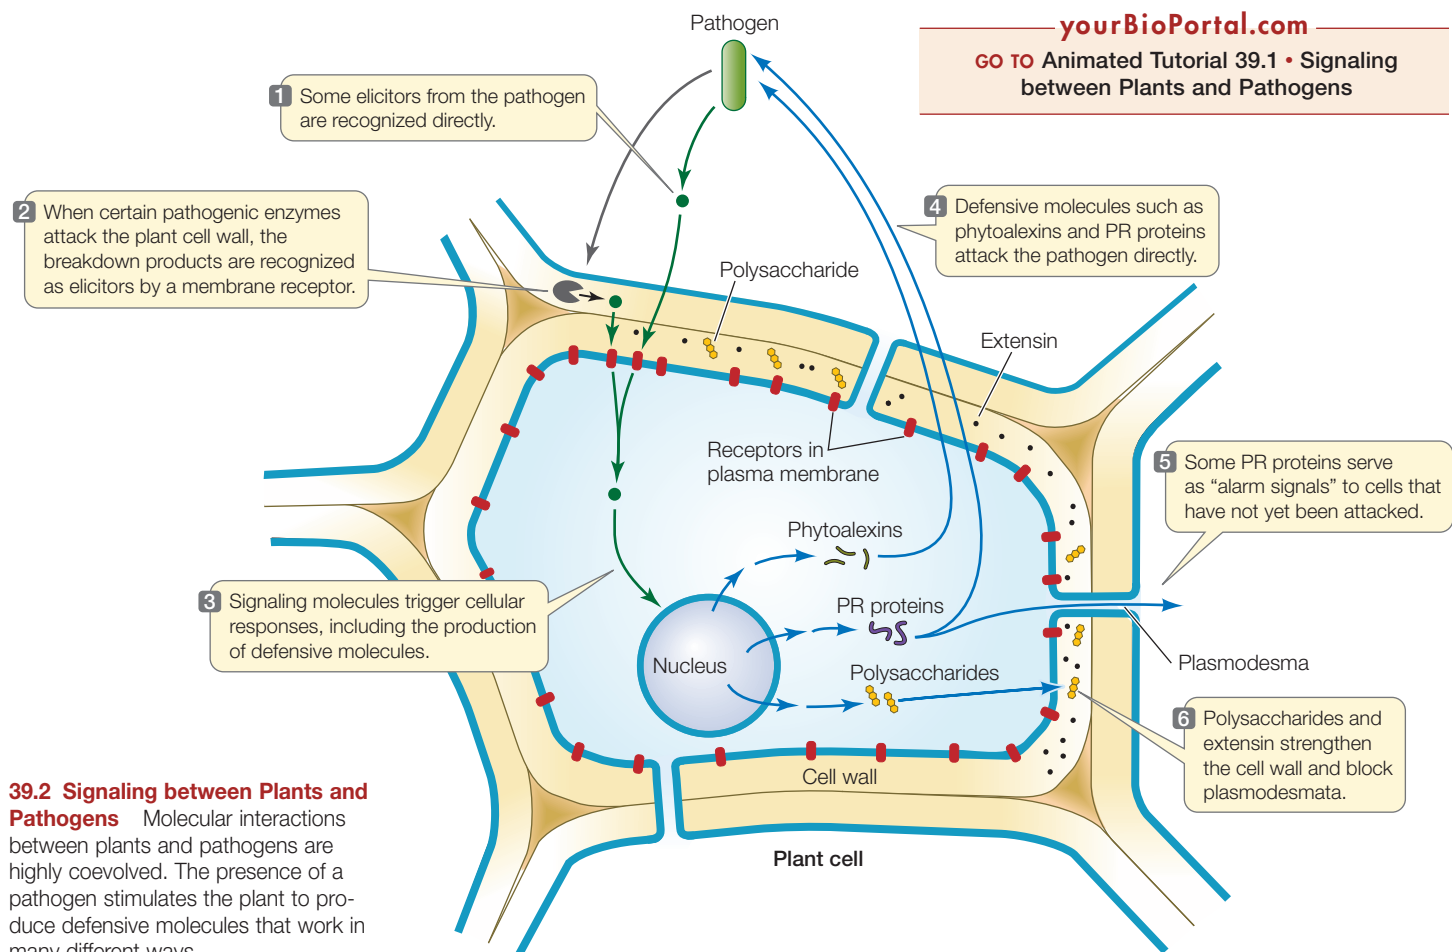 Pathogen
yourBioPortal.com
GO TO Animated Tutorial 39.1 • Signaling
between Plants and Pathogens
1 Some elicitors from the pathogen
are recognized directly.
2 When certain pathogenic enzymes
attack the plant cell wall, the
breakdown products are recognized
as elicitors by a membrane receptor.
4 Defensive molecules such as
phytoalexins and PR proteins
attack the pathogen directly.
Polysaccharide
Extensin
Receptors in
plasma membrane
5 Some PR proteins serve
as “alarm signals” to cells that
have not yet been attacked.
Phytoalexins
3 Signaling molecules trigger cellular
responses, including the production
of defensive molecules.
PR proteins
Nucleus
Polysaccharides
Plasmodesma
6 Polysaccharides and
extensin strengthen
the cell wall and block
plasmodesmata.
Cell wall
Plant cell
39.2 Signaling between Plants and
Pathogens Molecular interactions
between plants and pathogens are
highly coevolved. The presence of a
pathogen stimulates the plant to pro-
duce defensive molecules that work in
many different ways.